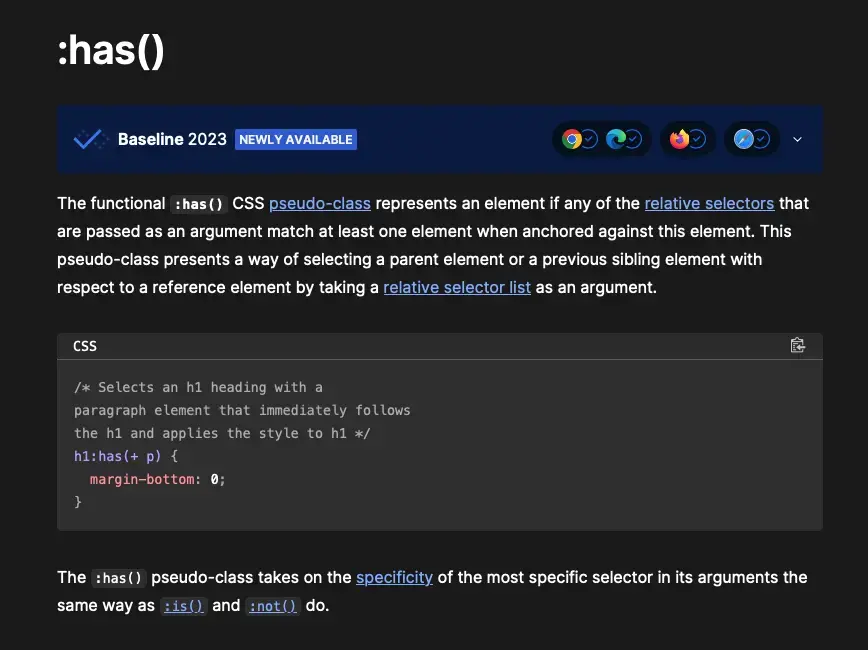 :has()
Baseline 2023 NEWLY AVAILABLE
The functional :has() CSS pseudo-class represents an element if any of the relative selectors that
are passed as an argument match at least one element when anchored against this element. This
pseudo-class presents a way of selecting a parent element or a previous sibling element with
respect to a reference element by taking a relative selector list as an argument.
CSS
/* Selects an h1 heading with a
paragraph element that immediately follows
the h1 and applies the style to h1 */
h1:has(+ p) {
  margin-bottom: 0;
}
The :has() pseudo-class takes on the specificity of the most specific selector in its arguments the
same way as :is() and :not() do.